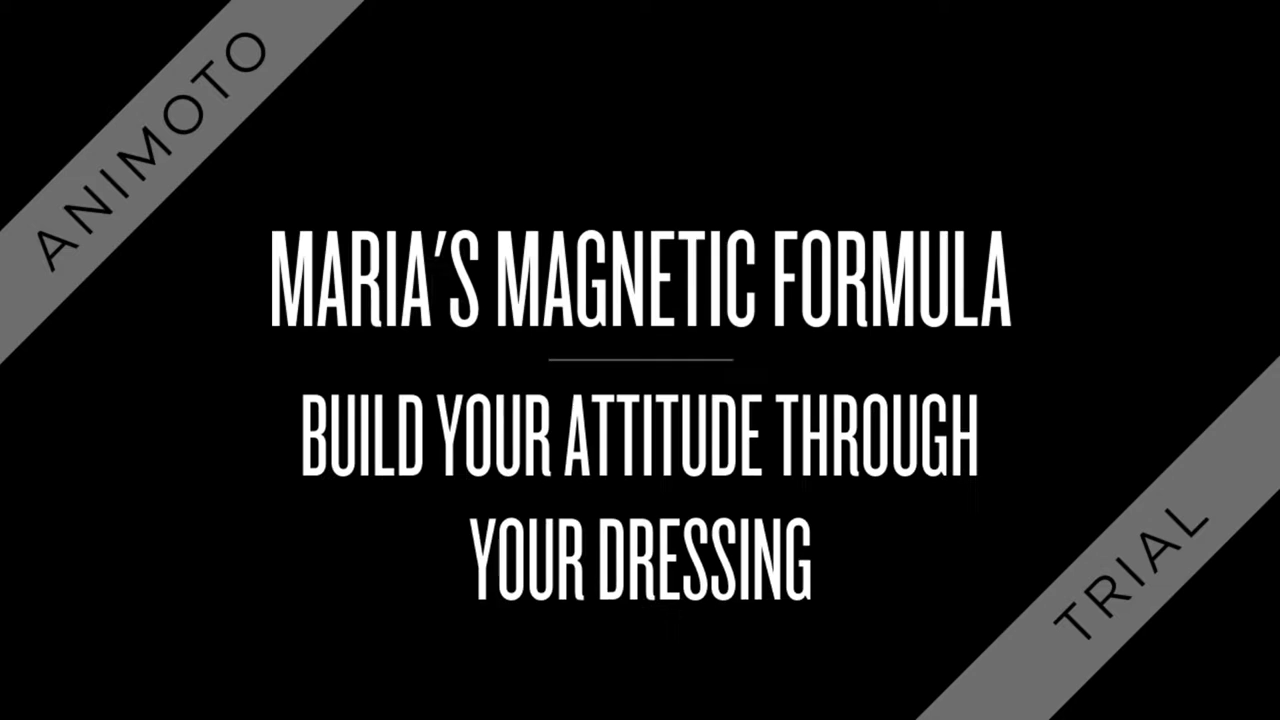 ANIMOTO
MARIA'S MAGNETIC FORMULA
BUILD YOUR ATTITUDE THROUGH
YOUR DRESSING
TRIAL